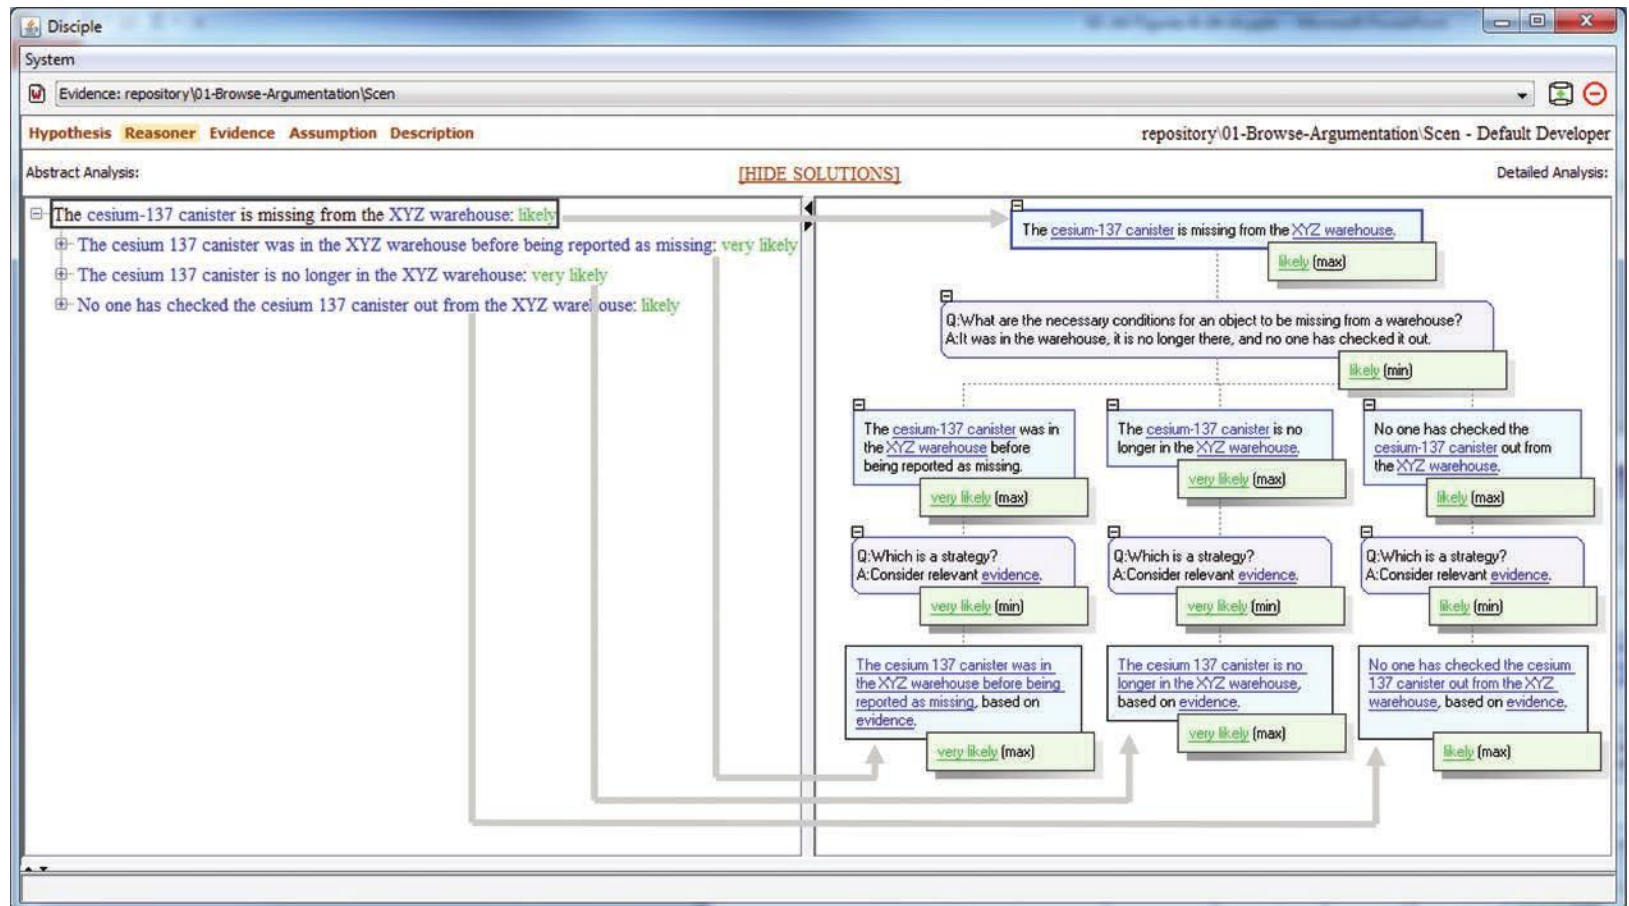 Disciple
System
Evidence: repository\01-Browse-Argumentation\Scen
Hypothesis Reasoner Evidence Assumption Description
repository\01-Browse-Argumentation\Scen - Default Developer
Abstract Analysis:
[HIDE SOLUTIONS]
Detailed Analysis:
The cesium-137 canister is missing from the XYZ warehouse: likely
The cesium 137 canister was in the XYZ warehouse before being reported as missing: very likely
The cesium 137 canister is no longer in the XYZ warehouse: very likely
No one has checked the cesium 137 canister out from the XYZ warehouse: likely
The cesium-137 canister is missing from the XYZ warehouse.
likely (max)
Q:What are the necessary conditions for an object to be missing from a warehouse?
A:It was in the warehouse, it is no longer there, and no one has checked it out.
likely (min)
The cesium-137 canister was in
the XYZ warehouse before
being reported as missing.
very likely (max)
The cesium-137 canister is no
longer in the XYZ warehouse.
very likely (max)
No one has checked the
cesium-137 canister out from
the XYZ warehouse.
likely (max)
Q:Which is a strategy?
A:Consider relevant evidence.
very likely (min)
Q:Which is a strategy?
A:Consider relevant evidence.
very likely (min)
Q:Which is a strategy?
A:Consider relevant evidence.
likely (min)
The cesium 137 canister was in
the XYZ warehouse before being
reported as missing, based on
evidence.
very likely (max)
The cesium 137 canister is no
longer in the XYZ warehouse,
based on evidence.
very likely (max)
No one has checked the cesium
137 canister out from the XYZ
warehouse, based on evidence.
likely (max)